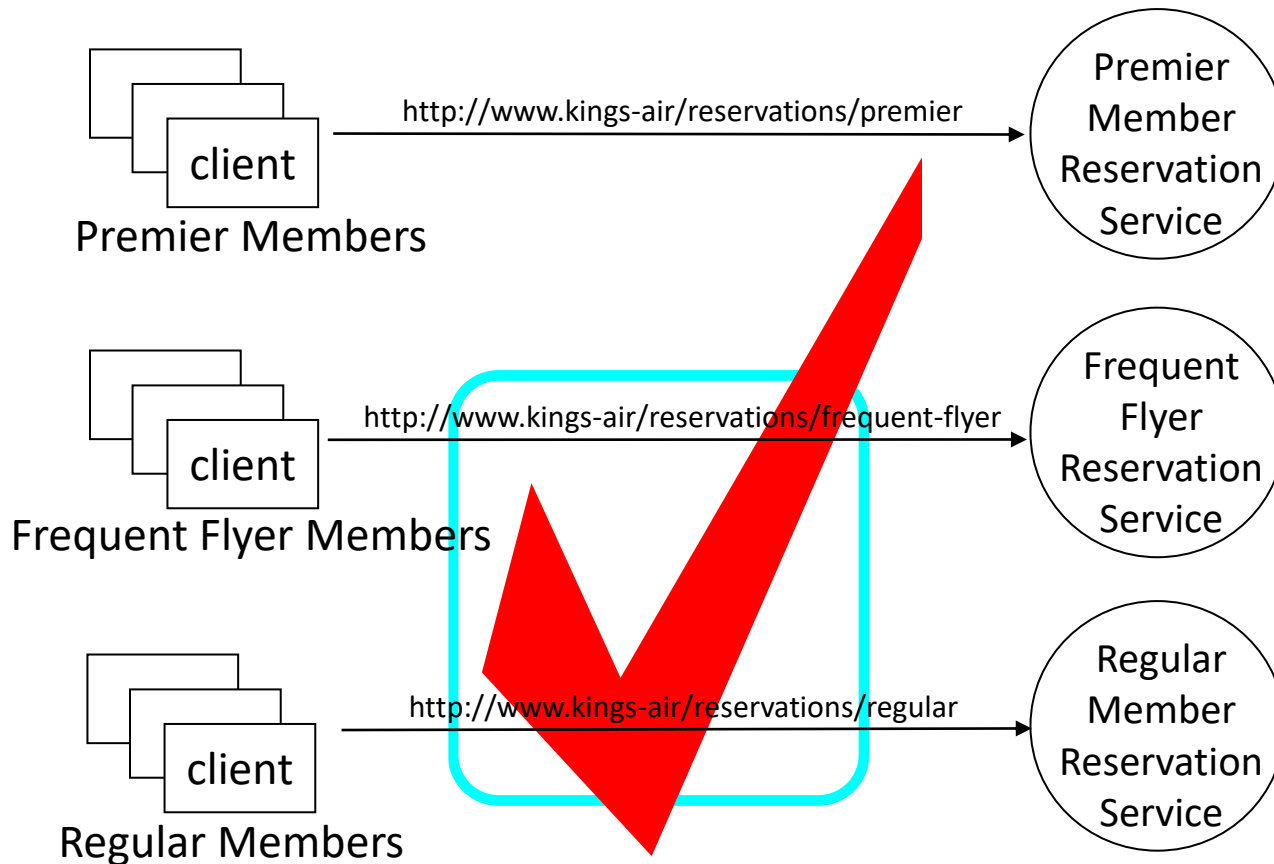 client
Premier Members
http://www.kings-air/reservations/premier
Premier
Member
Reservation
Service
client
Frequent Flyer Members
http://www.kings-air/reservations/frequent-flyer
Frequent
Flyer
Reservation
Service
client
Regular Members
http://www.kings-air/reservations/regular
Regular
Member
Reservation
Service